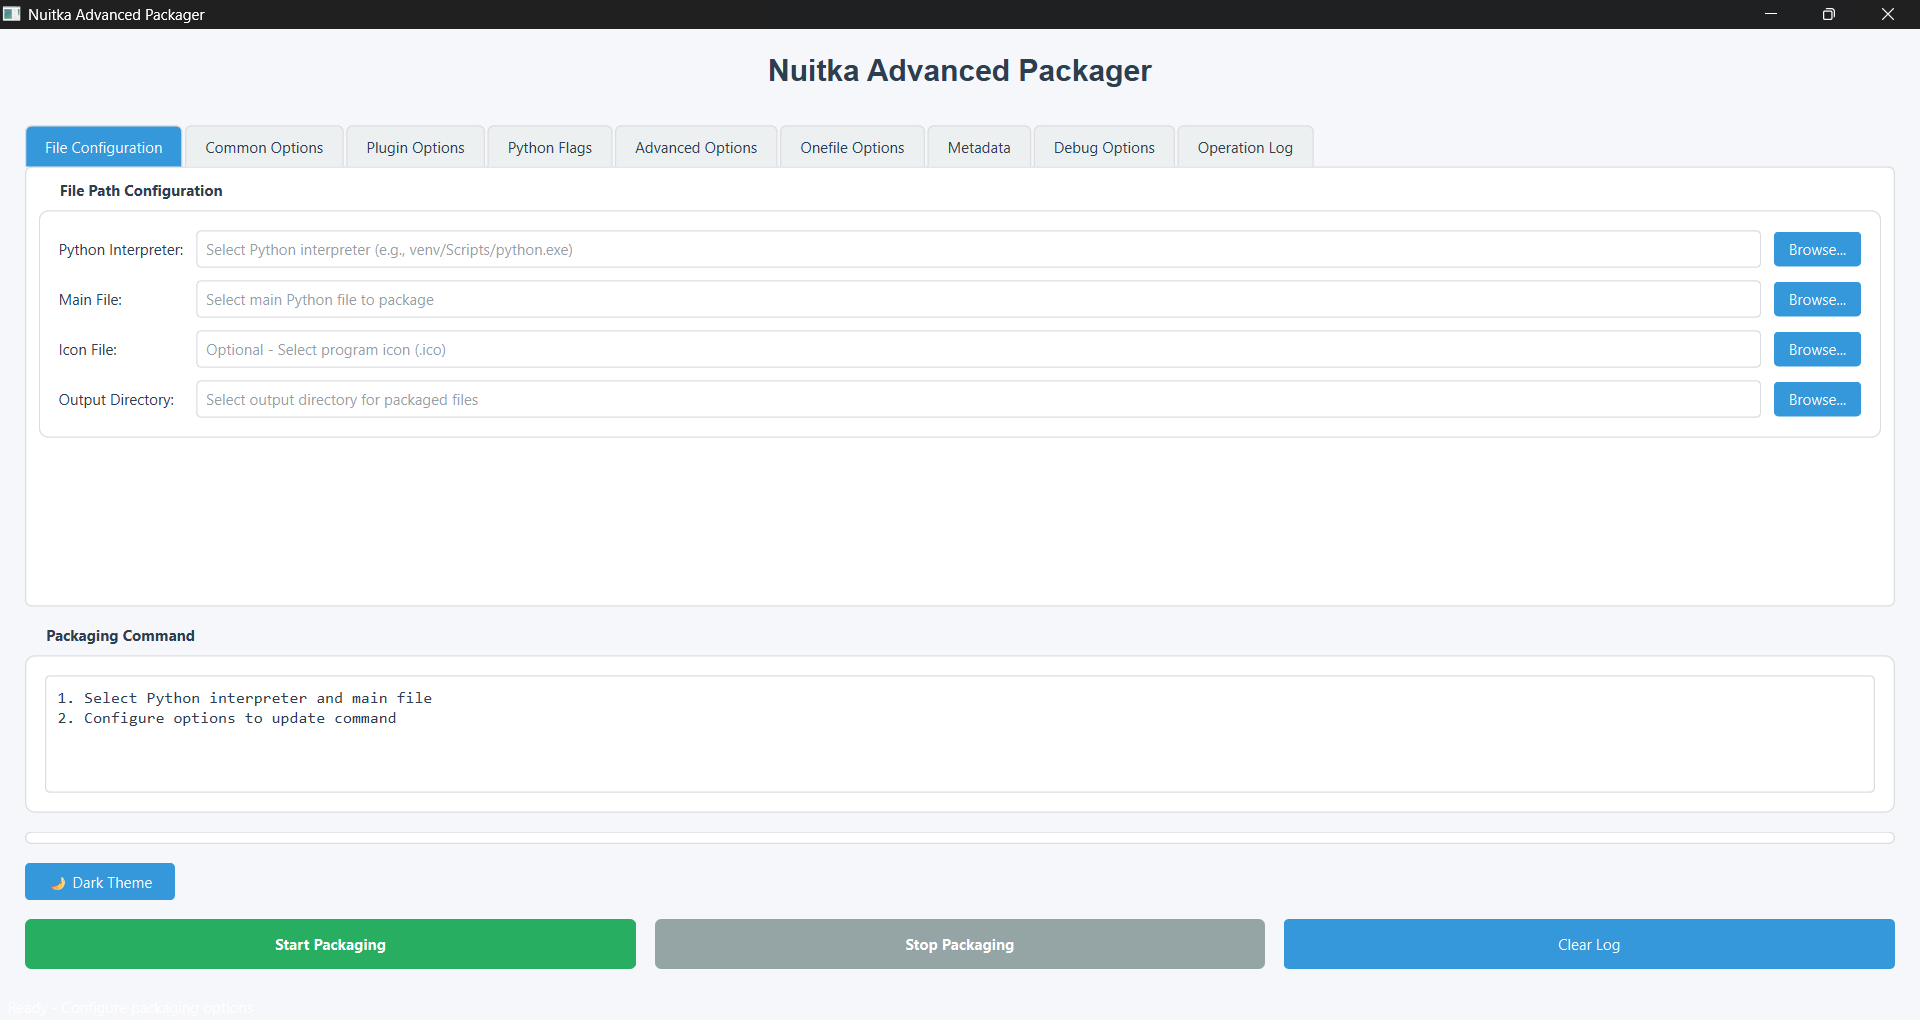 Nuitka Advanced Packager
Nuitka Advanced Packager
File Configuration
Common Options
Plugin Options
Python Flags
Advanced Options
Onefile Options
Metadata
Debug Options
Operation Log
File Path Configuration
Python Interpreter:
Select Python interpreter (e.g., venv/Scripts/python.exe)
Browse...
Main File:
Select main Python file to package
Browse...
Icon File:
Optional - Select program icon (.ico)
Browse...
Output Directory:
Select output directory for packaged files
Browse...
Packaging Command
1. Select Python interpreter and main file
2. Configure options to update command
Dark Theme
Start Packaging
Stop Packaging
Clear Log
Ready - Configure packaging options